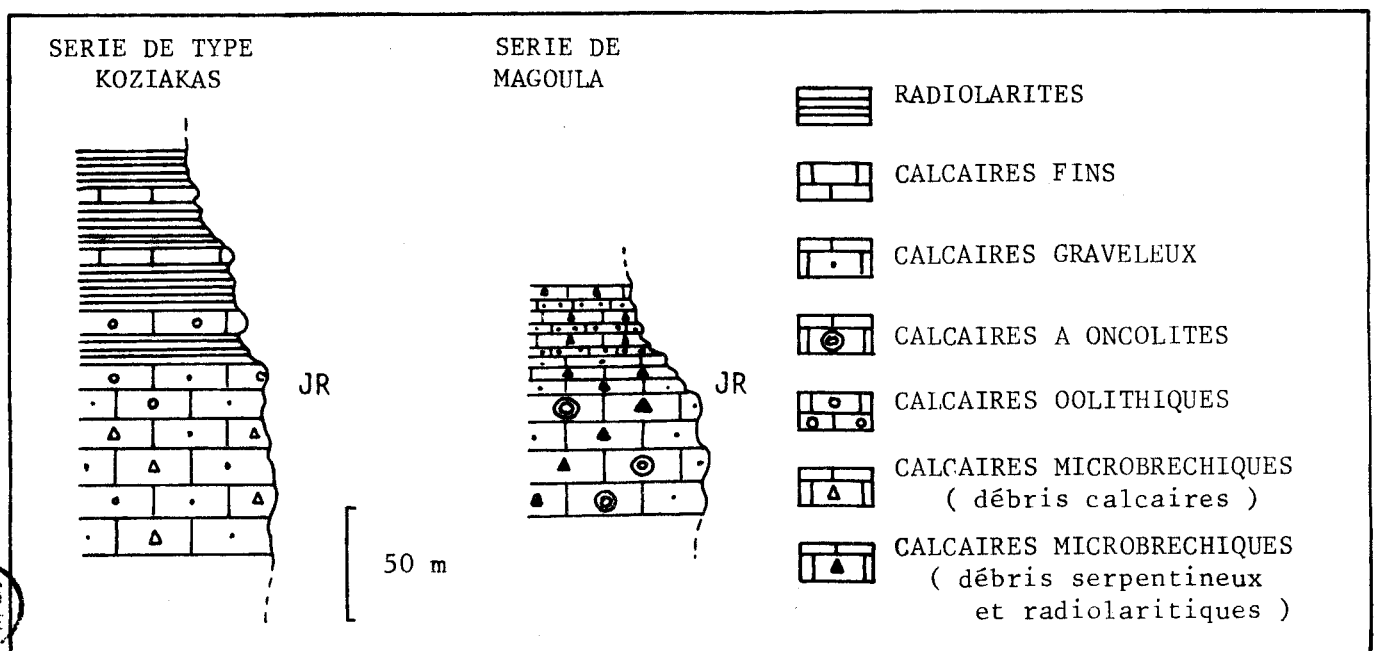 SERIE DE TYPE
KOZIAKAS
SERIE DE
MAGOULA
JR
JR
50 m
RADIOLARITES
CALCAIRES FINS
CALCAIRES GRAVELEUX
CALCAIRES A ONCOLITES
CALCAIRES OOLITHIQUES
CALCAIRES MICROBRECHIQUES
( débris calcaires )
CALCAIRES MICROBRECHIQUES
( débris serpentineux
et radiolaritiques )